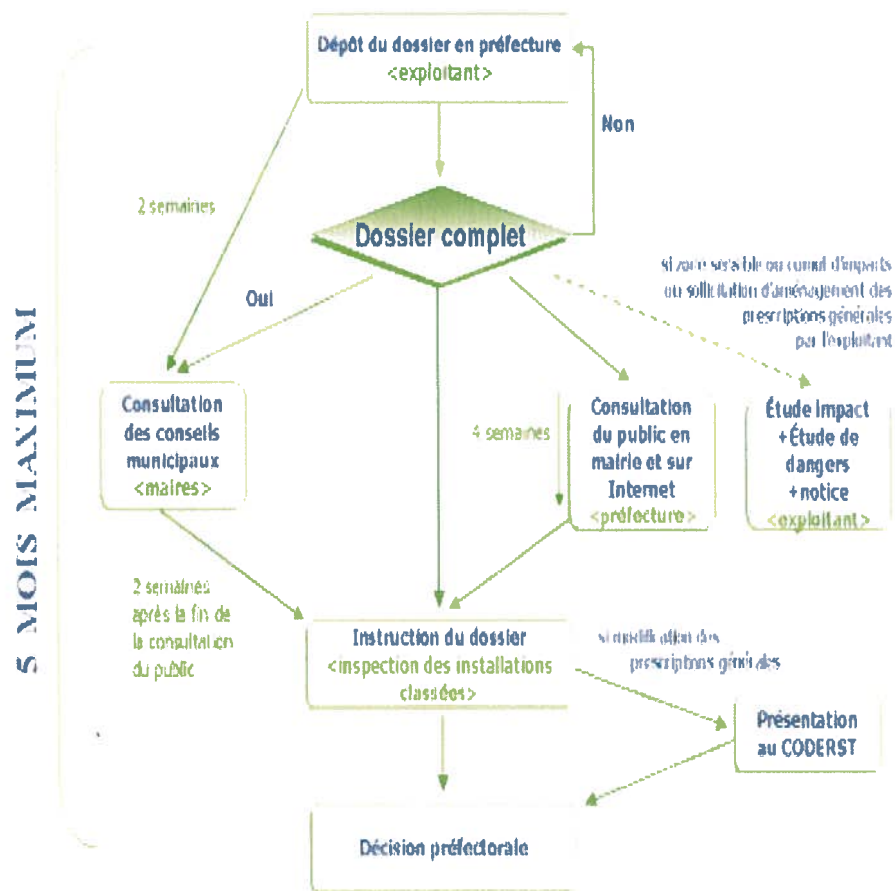 5 MOIS MAXIMUM
Dépôt du dossier en préfecture
<exploitant>
Non
2 semaines
Dossier complet
Oui
si zone sensible ou cumul d'impacts
ou sollicitation d'aménagement des
prescriptions générales
par l'exploitant
Consultation
des conseils
municipaux
<maires>
4 semaines
Consultation
du public en
mairie et sur
Internet
<préfecture>
Étude impact
+Étude de
dangers
+notice
<exploitant>
2 semaines
après la fin de
la consultation
du public
Instruction du dossier
<inspection des installations
classées>
si modification des
prescriptions générales
Présentation
au CODERST
Décision préfectorale